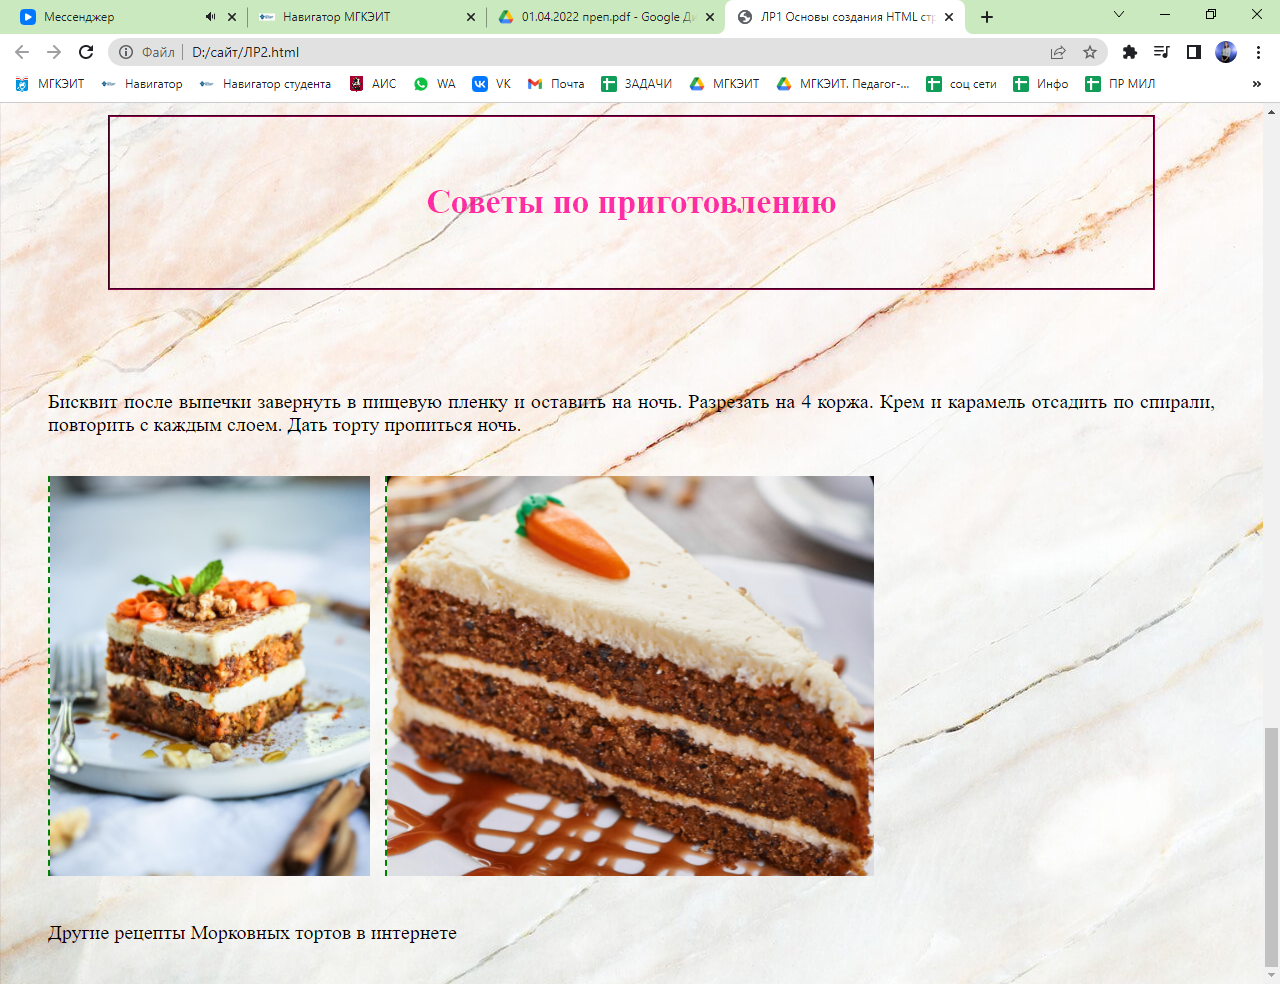 Мессенджер
Навигатор МГКЭИТ
01.04.2022 преп.pdf - Google Ди
ЛР1 Основы создания HTML стр
Файл
D:/сайт/ЛР2.html
МГКЭИТ
Навигатор
Навигатор студента
АИС
WA
VK
Почта
ЗАДАЧИ
МГКЭИТ
МГКЭИТ. Педагог-...
соц сети
Инфо
ПР МИЛ
»
Советы по приготовлению
Бисквит после выпечки завернуть в пищевую пленку и оставить на ночь. Разрезать на 4 коржа. Крем и карамель отсадить по спирали,
повторить с каждым слоем. Дать торту пропиться ночь.
Другие рецепты Морковных тортов в интернете